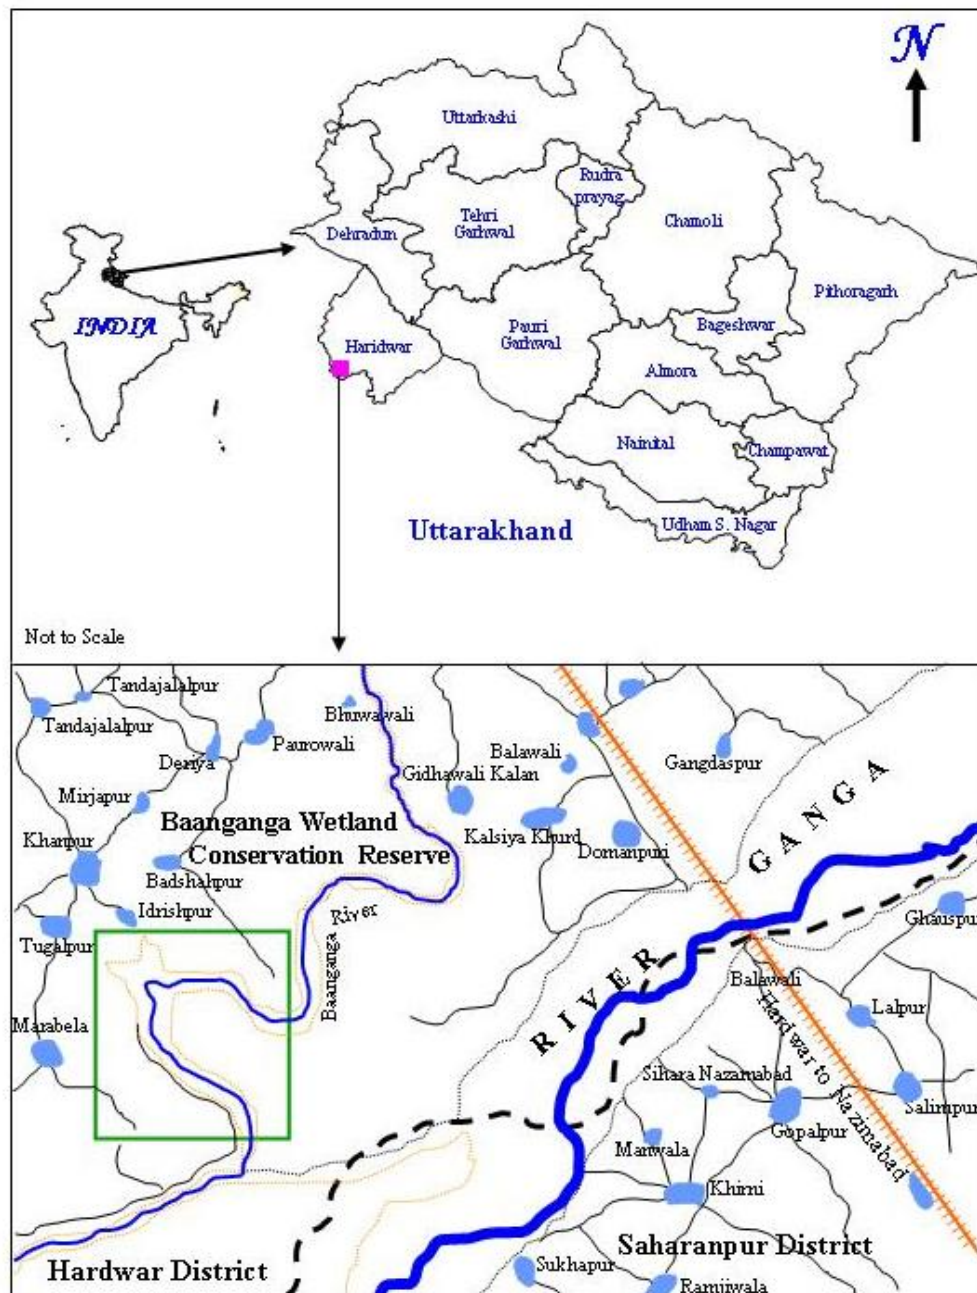 N
Uttarkashi
Rudra
prayag
Tehri
Garhwal
Chamoli
Dehradun
Pithoragarh
INDIA
Haridwar
Pauri
Garhwal
Bageshwar
Almora
Nainital
Champawat
Udham S. Nagar
Uttarakhand
Not to Scale
Tandajalalpur
Tandajalalpur
Bhuwawali
Paurowali
Deriya
Balawali
Gangdaspur
Gidhawali Kalan
Mirjapur
Baanganga Wetland
Conservation Reserve
Kalsiya Khurd
Domanpuri
Khanpur
Badshahpur
Idrishpur
Tugalpur
River
Baanganga
RIVER GANGA
Ghauspur
Balawali
Hardwar to Nazimabad
Lalpur
Marabela
Sihara Nazamabad
Salimpur
Gopalpur
Manwala
Khirni
Saharanpur District
Hardwar District
Sukhapur
Ramjiwala